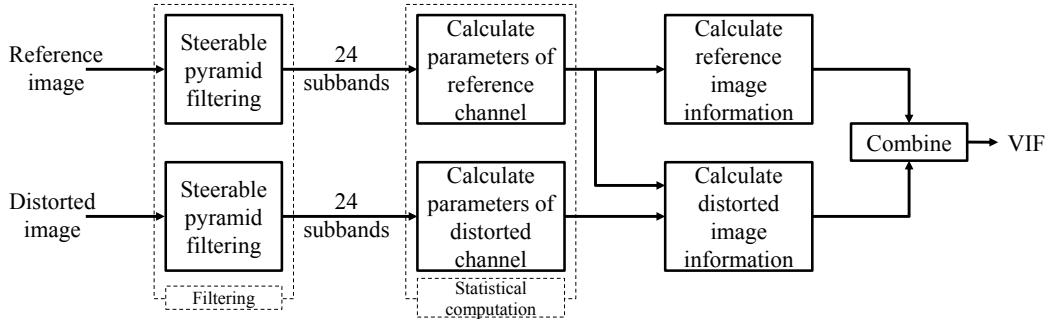 Reference
image
Steerable
pyramid
filtering
24
subbands
Calculate
parameters of
reference
channel
Calculate
reference
image
information
Combine
VIF
Distorted
image
Steerable
pyramid
filtering
24
subbands
Calculate
parameters of
distorted channel
Calculate
distorted
image
information
Filtering
Statistical
computation